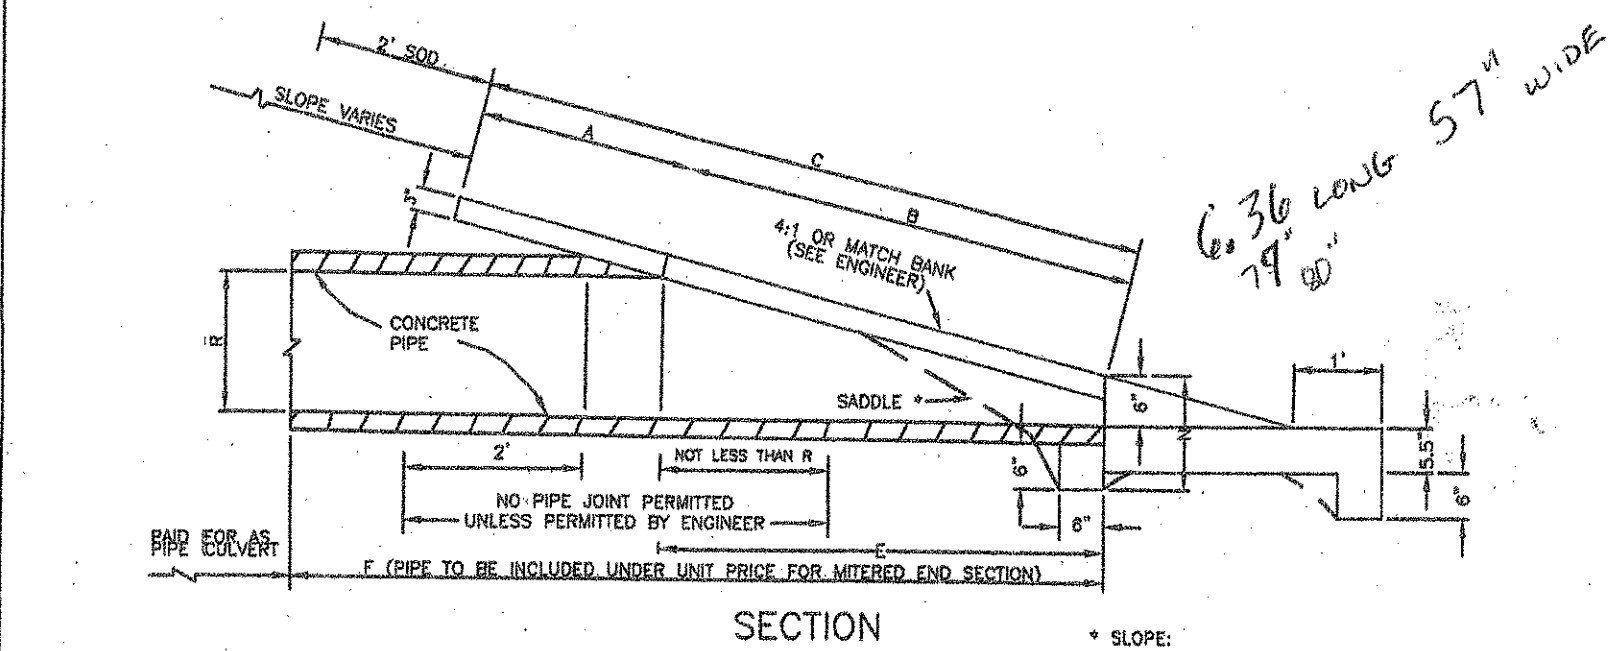 2' SOD
SLOPE VARIES
A
C
B
3"
4:1 OR MATCH BANK
(SEE ENGINEER)
6.36 LONG 57" WIDE
79" 80"
R
CONCRETE
PIPE
SADDLE *
6"
N
1'
5.5"
6"
2'
NOT LESS THAN R
6"
6"
NO PIPE JOINT PERMITTED
UNLESS PERMITTED BY ENGINEER
PAID FOR AS
PIPE CULVERT
E
F (PIPE TO BE INCLUDED UNDER UNIT PRICE FOR MITERED END SECTION)
SECTION
* SLOPE: